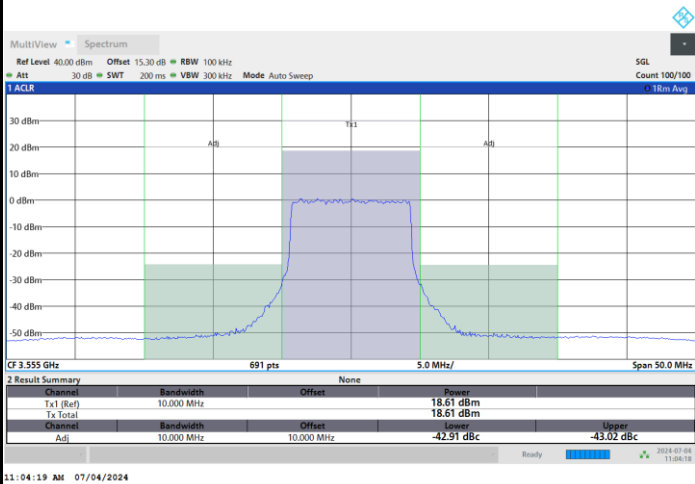 MultiView Spectrum
Ref Level 40.00 dBm Offset 15.30 dB RBW 100 kHz SGL
Att 30 dB SWT 200 ms VBW 300 kHz Mode Auto Sweep Count 100/100
1 ACLR 1Rm Avg
30 dBm
Tx1
20 dBm
Adj Adj
10 dBm
0 dBm
-10 dBm
-20 dBm
-30 dBm
-40 dBm
-50 dBm
CF 3.555 GHz 691 pts 5.0 MHz/ Span 50.0 MHz
2 Result Summary None
Channel Bandwidth Offset Power
Tx1 (Ref) 10.000 MHz 18.61 dBm
Tx Total 18.61 dBm
Channel Bandwidth Offset Lower Upper
Adj 10.000 MHz 10.000 MHz -42.91 dBc -43.02 dBc
Ready 2024-07-04
11:04:18
11:04:19 AM 07/04/2024